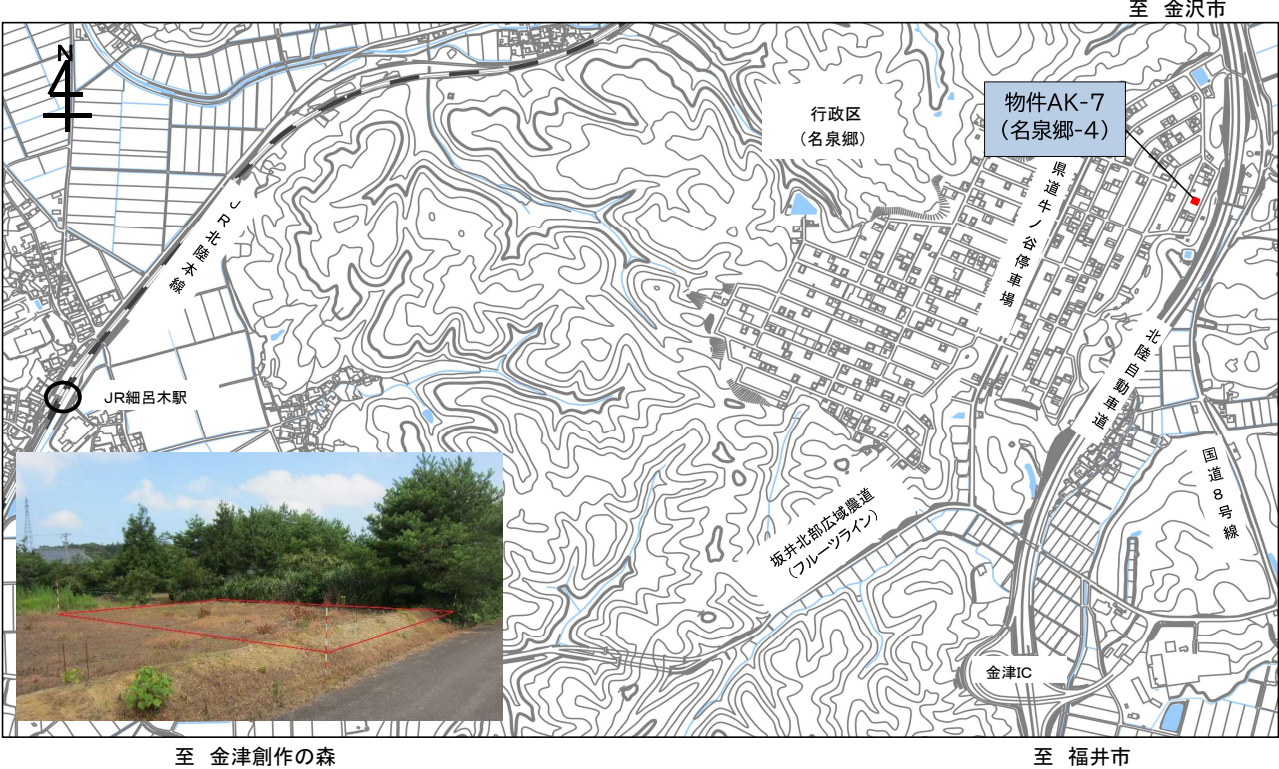 至 金沢市
N
物件AK-7
（名泉郷-4）
行政区
（名泉郷）
県道牛ノ谷停車場
JR北陸本線
北陸自動車道
JR細呂木駅
国道8号線
坂井北部広域農道
（フルーツライン）
金津IC
至 金津創作の森
至 福井市